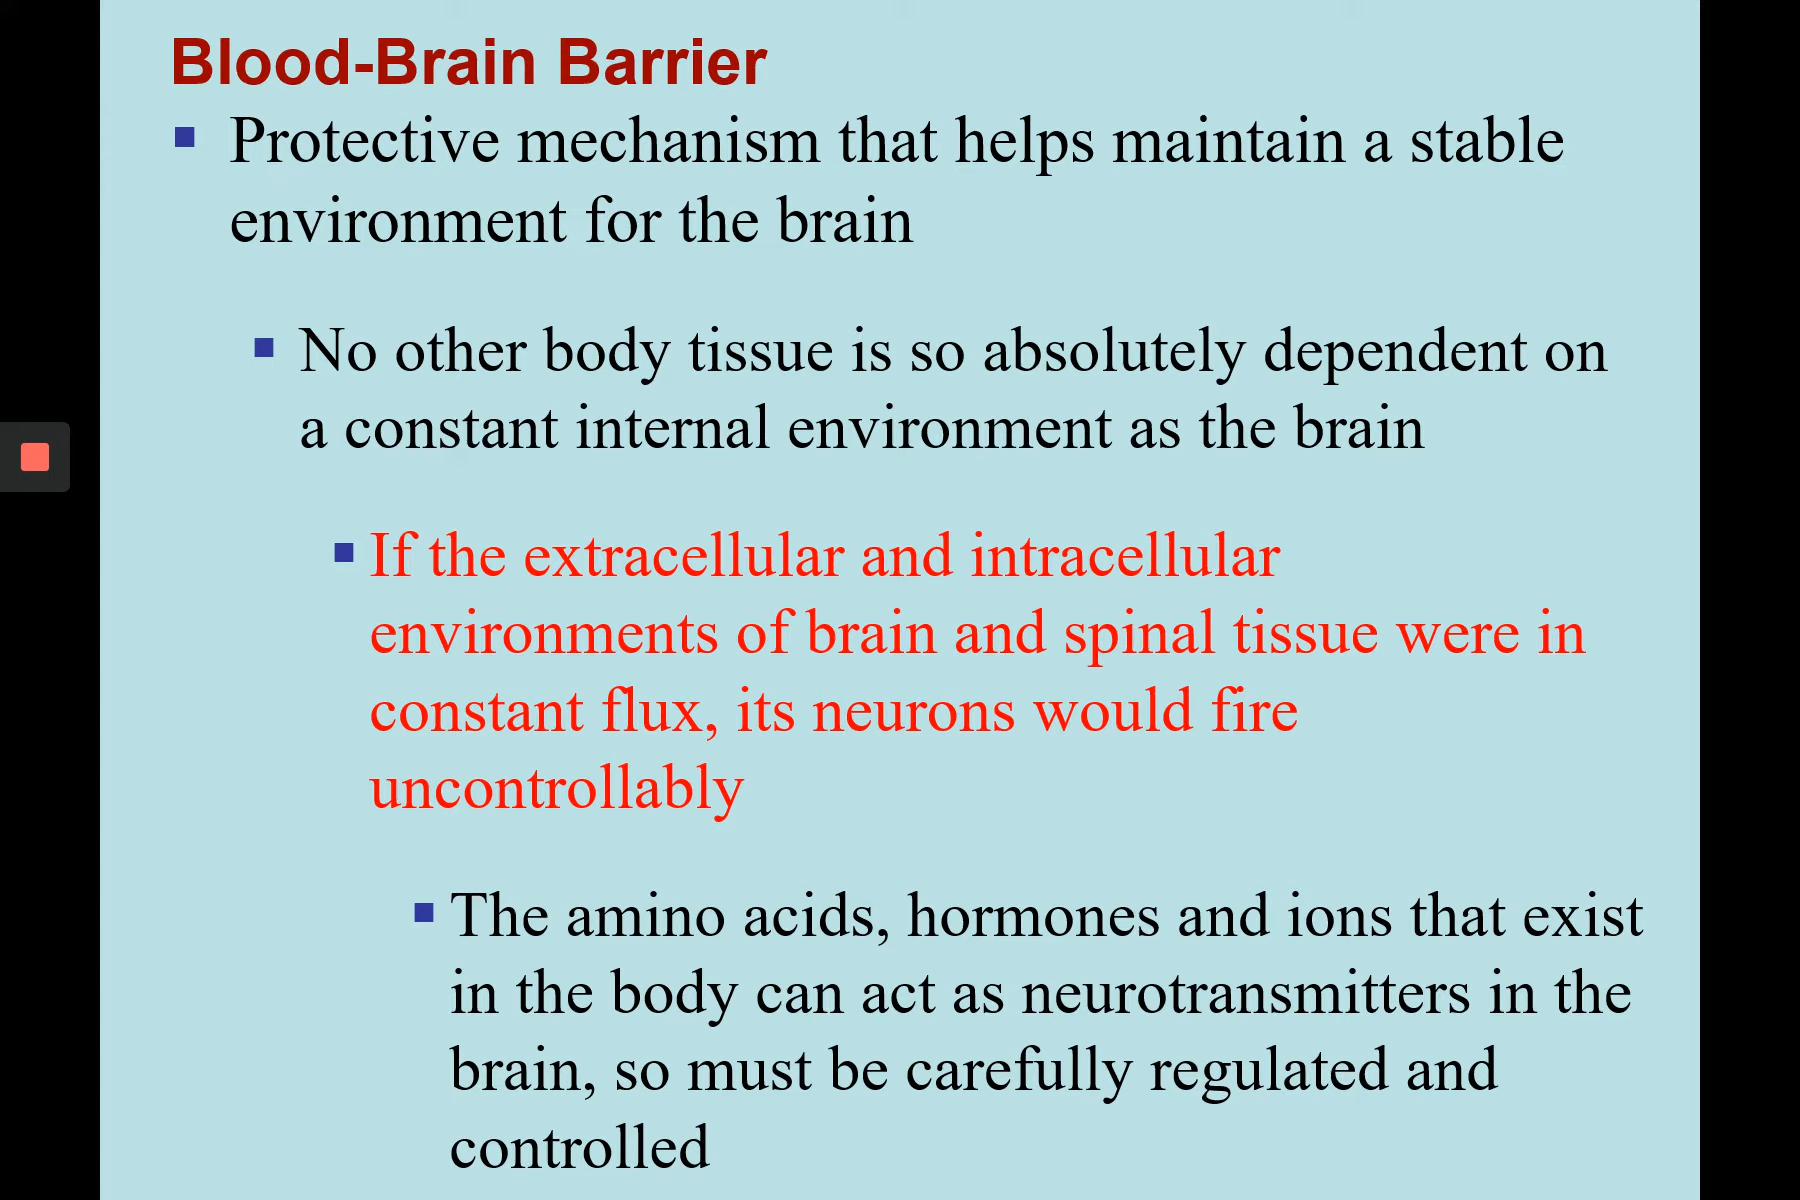 Blood-Brain Barrier
Protective mechanism that helps maintain a stable
environment for the brain
No other body tissue is so absolutely dependent on
a constant internal environment as the brain
If the extracellular and intracellular
environments of brain and spinal tissue were in
constant flux, its neurons would fire
uncontrollably
The amino acids, hormones and ions that exist
in the body can act as neurotransmitters in the
brain, so must be carefully regulated and
controlled